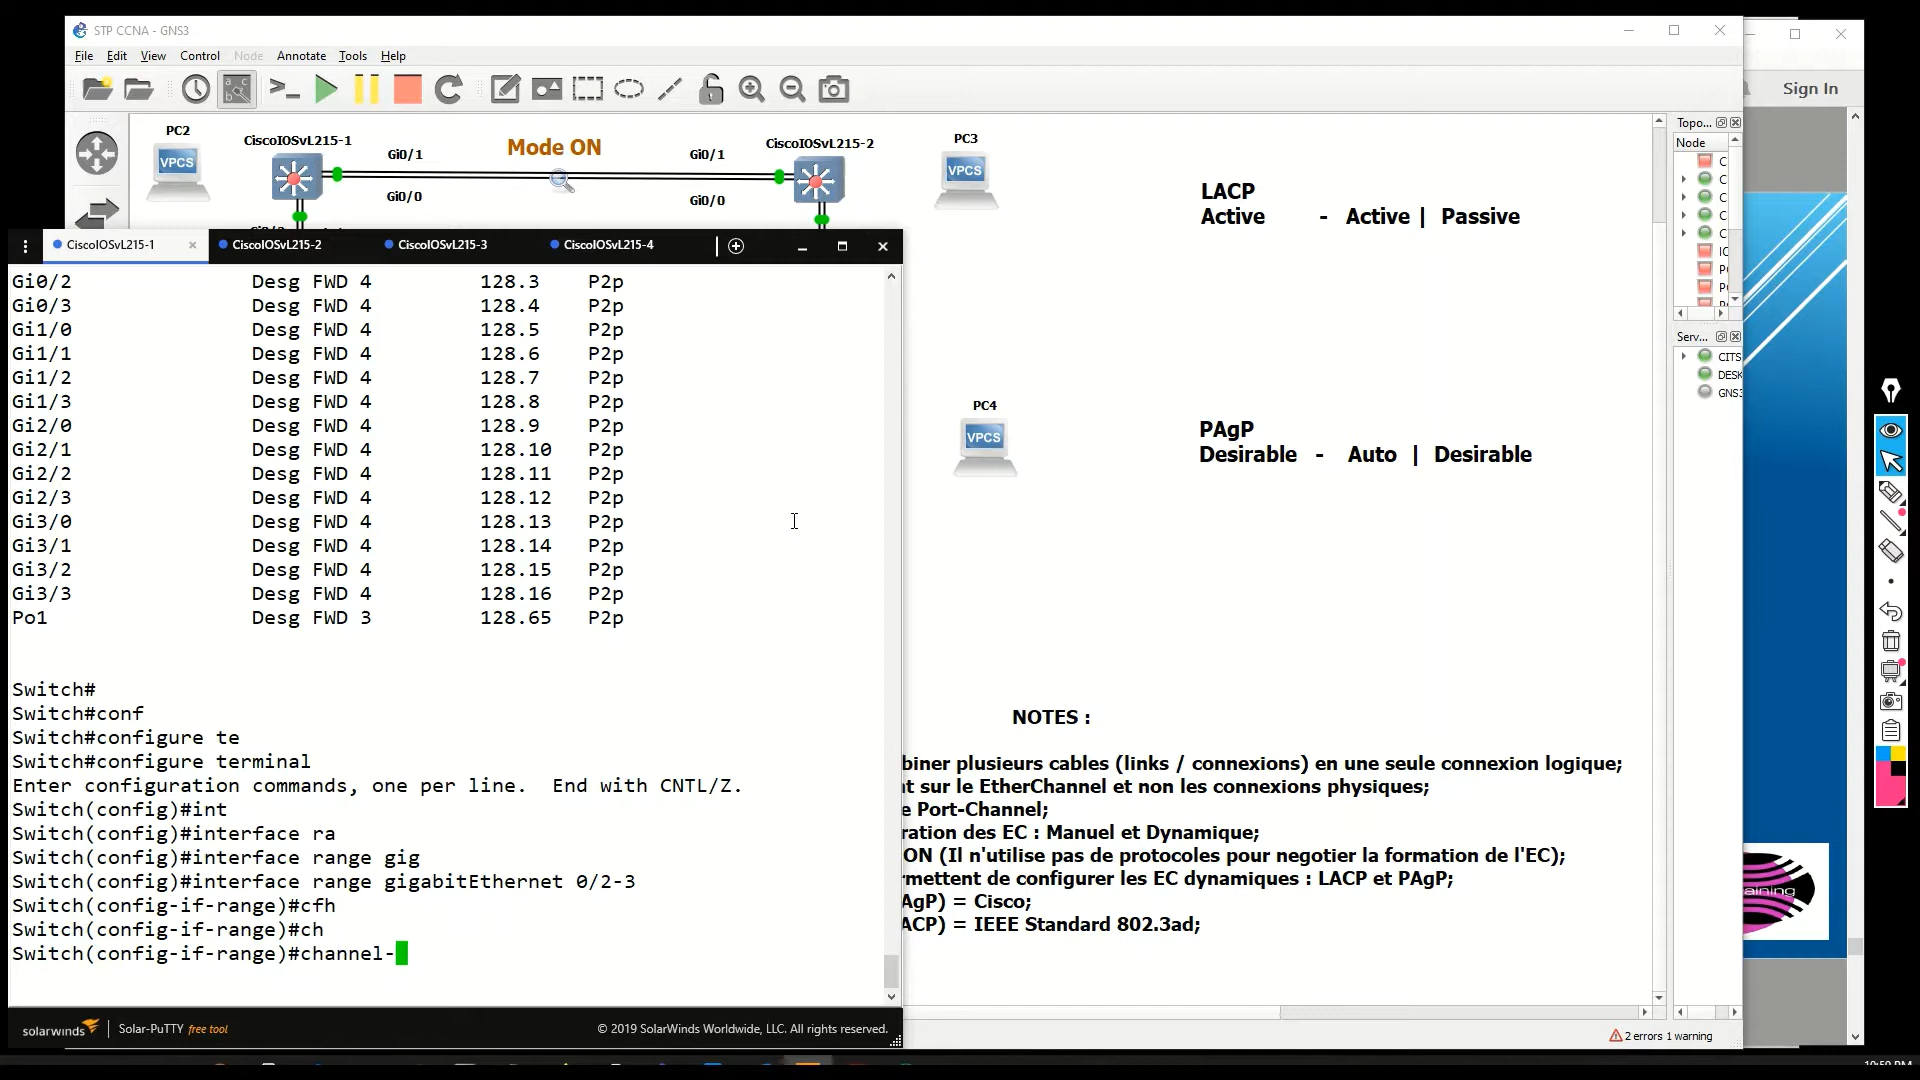 STP CCNA - GNS3
File Edit View Control Node Annotate Tools Help
Sign In
PC2
VPCS
CiscoIOSvL215-1
Gi0/1
Gi0/0
Mode ON
Gi0/1
Gi0/0
CiscoIOSvL215-2
PC3
VPCS
LACP
Active - Active | Passive
PC4
VPCS
PAgP
Desirable - Auto | Desirable
Topo...
Node
Serv...
CITS
DESK
GNS3
CiscoIOSvL215-1 CiscoIOSvL215-2 CiscoIOSvL215-3 CiscoIOSvL215-4
Gi0/2 Desg FWD 4 128.3 P2p
Gi0/3 Desg FWD 4 128.4 P2p
Gi1/0 Desg FWD 4 128.5 P2p
Gi1/1 Desg FWD 4 128.6 P2p
Gi1/2 Desg FWD 4 128.7 P2p
Gi1/3 Desg FWD 4 128.8 P2p
Gi2/0 Desg FWD 4 128.9 P2p
Gi2/1 Desg FWD 4 128.10 P2p
Gi2/2 Desg FWD 4 128.11 P2p
Gi2/3 Desg FWD 4 128.12 P2p
Gi3/0 Desg FWD 4 128.13 P2p
Gi3/1 Desg FWD 4 128.14 P2p
Gi3/2 Desg FWD 4 128.15 P2p
Gi3/3 Desg FWD 4 128.16 P2p
Po1 Desg FWD 3 128.65 P2p
Switch#
Switch#conf
Switch#configure te
Switch#configure terminal
Enter configuration commands, one per line. End with CNTL/Z.
Switch(config)#int
Switch(config)#interface ra
Switch(config)#interface range gig
Switch(config)#interface range gigabitEthernet 0/2-3
Switch(config-if-range)#cfh
Switch(config-if-range)#ch
Switch(config-if-range)#channel-
solarwinds Solar-PuTTY free tool © 2019 SolarWinds Worldwide, LLC. All rights reserved.
NOTES :
biner plusieurs cables (links / connexions) en une seule connexion logique;
t sur le EtherChannel et non les connexions physiques;
e Port-Channel;
ration des EC : Manuel et Dynamique;
ON (Il n'utilise pas de protocoles pour negotier la formation de l'EC);
rmettent de configurer les EC dynamiques : LACP et PAgP;
AgP) = Cisco;
ACP) = IEEE Standard 802.3ad;
aining
2 errors 1 warning